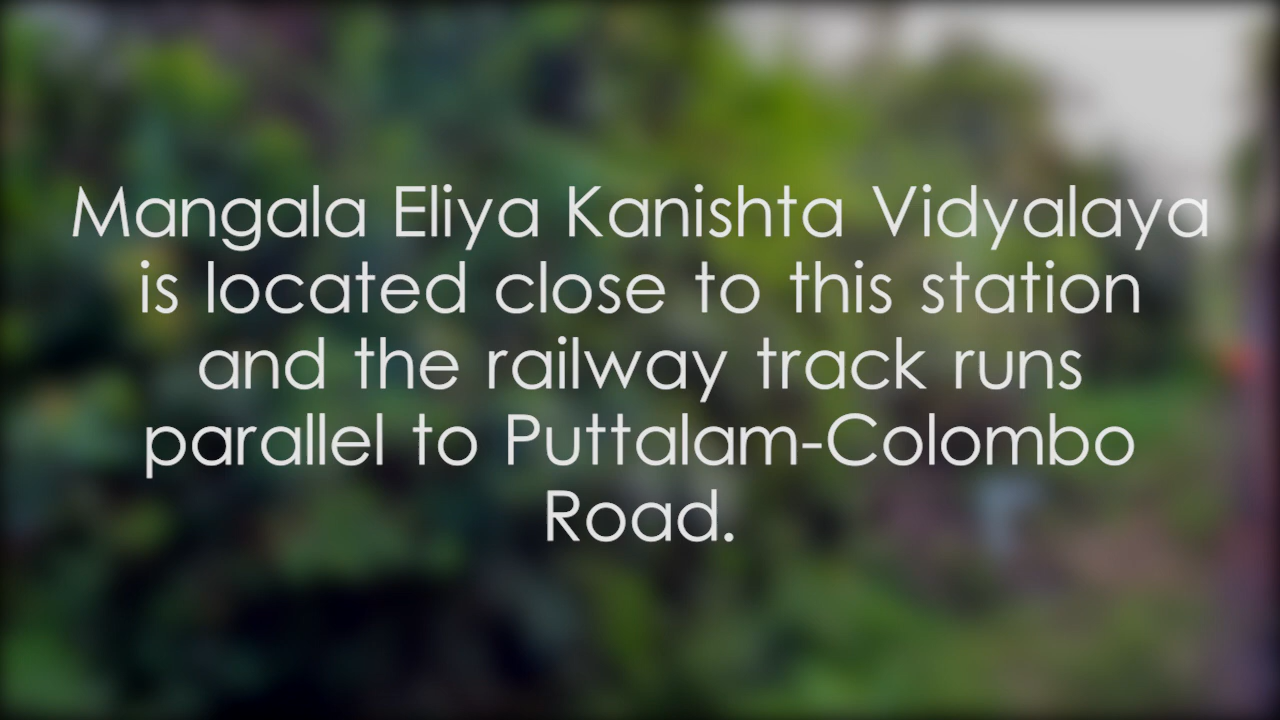 Mangala Eliya Kanishta Vidyalaya
is located close to this station
and the railway track runs
parallel to Puttalam-Colombo
Road.